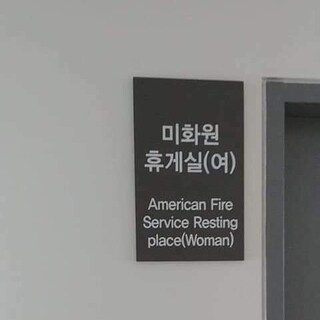 미화원
휴게실(여)
American Fire
Service Resting
place(Woman)